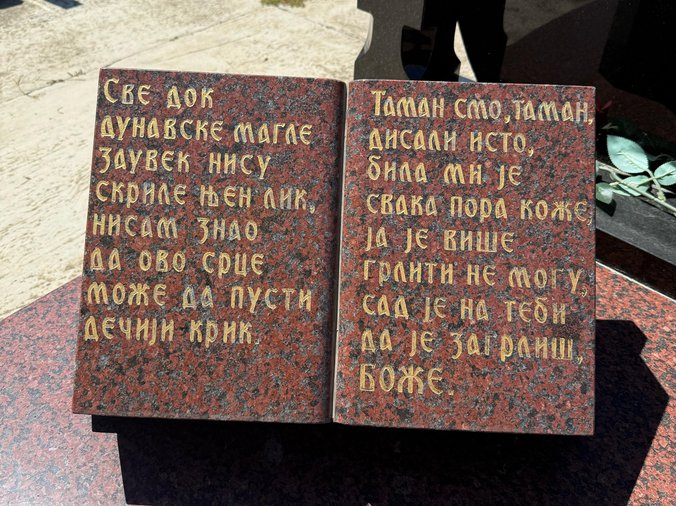 Све док
дунавске магле
заувек нису
скриле њен лик,
нисам знао
да ово срце
може да пусти
дечији крик.
Таман смо, таман,
дисали исто,
била ми је
свака пора коже
ја је више
грлити не могу,
сад је на теби
да је загрлиш,
Боже.